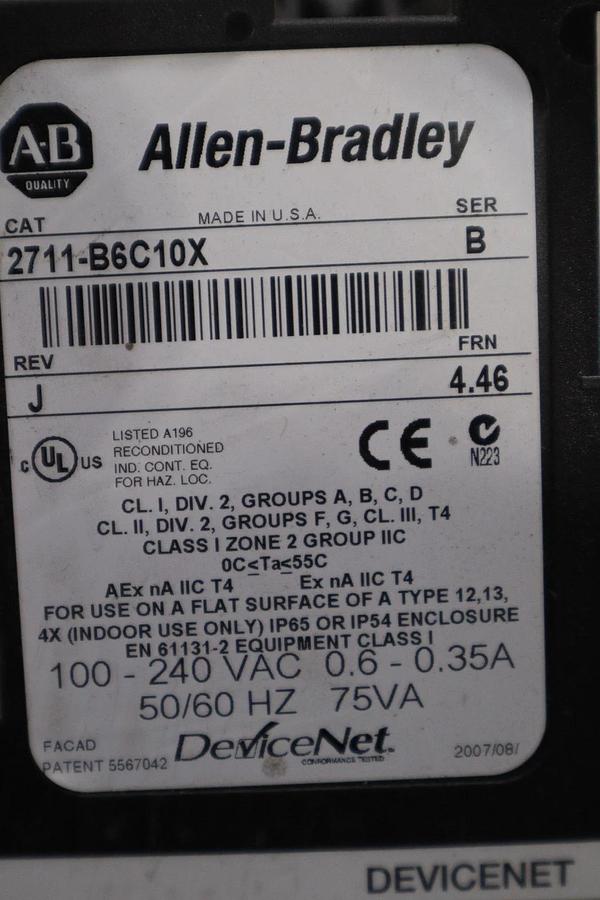 A·B
QUALITY
Allen-Bradley
CAT
MADE IN U.S.A.
SER
2711-B6C10X
B
REV
FRN
J
4.46
c UL US
LISTED A196
RECONDITIONED
IND. CONT. EQ.
FOR HAZ. LOC.
CE
N223
CL. I, DIV. 2, GROUPS A, B, C, D
CL. II, DIV. 2, GROUPS F, G, CL. III, T4
CLASS I ZONE 2 GROUP IIC
0C≤Ta≤55C
AEx nA IIC T4 Ex nA IIC T4
FOR USE ON A FLAT SURFACE OF A TYPE 12,13,
4X (INDOOR USE ONLY) IP65 OR IP54 ENCLOSURE
EN 61131-2 EQUIPMENT CLASS I
100 - 240 VAC 0.6 - 0.35A
50/60 HZ 75VA
FACAD
PATENT 5567042
DeviceNet
CONFORMANCE TESTED
2007/08/
DEVICENET